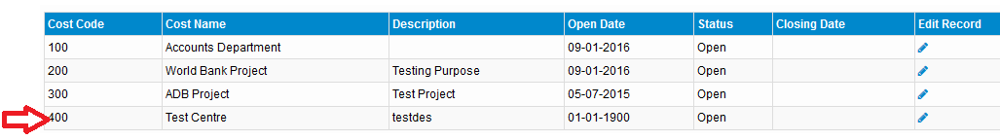 Cost Code Cost Name Description Open Date Status Closing Date Edit Record
100 Accounts Department 09-01-2016 Open
200 World Bank Project Testing Purpose 09-01-2016 Open
300 ADB Project Test Project 05-07-2015 Open
400 Test Centre testdes 01-01-1900 Open